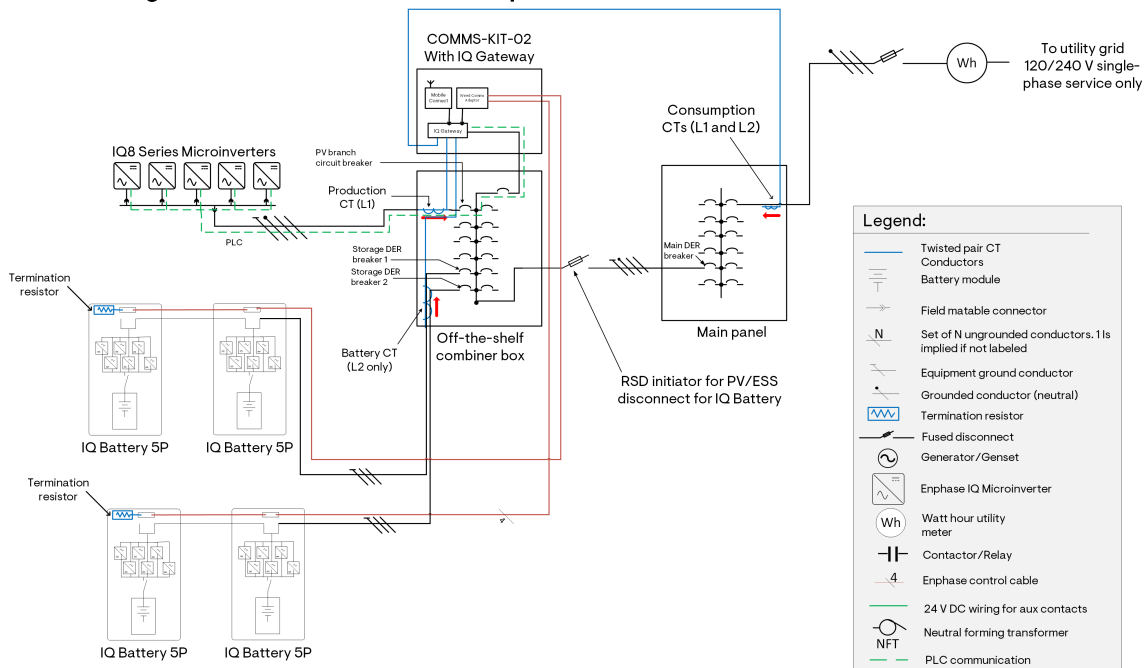 COMMS-KIT-02
With IQ Gateway
Mobile
Connect
Wired Comms
Adaptor
IQ Gateway
To utility grid
120/240 V single-
phase service only
Wh
Consumption
CTs (L1 and L2)
IQ8 Series Microinverters
PV branch
circuit breaker
Production
CT (L1)
PLC
Storage DER
breaker 1
Storage DER
breaker 2
Main DER
breaker
Main panel
Battery CT
(L2 only)
Off-the-shelf
combiner box
RSD initiator for PV/ESS
disconnect for IQ Battery
Termination
resistor
IQ Battery 5P
IQ Battery 5P
Termination
resistor
4
IQ Battery 5P
IQ Battery 5P
Legend:
Twisted pair CT
Conductors
Battery module
Field matable connector
N
Set of N ungrounded conductors. 1 Is
implied if not labeled
Equipment ground conductor
Grounded conductor (neutral)
Termination resistor
Fused disconnect
Generator/Genset
Enphase IQ Microinverter
Wh
Watt hour utility
meter
Contactor/Relay
4
Enphase control cable
24 V DC wiring for aux contacts
NFT
Neutral forming transformer
PLC communication